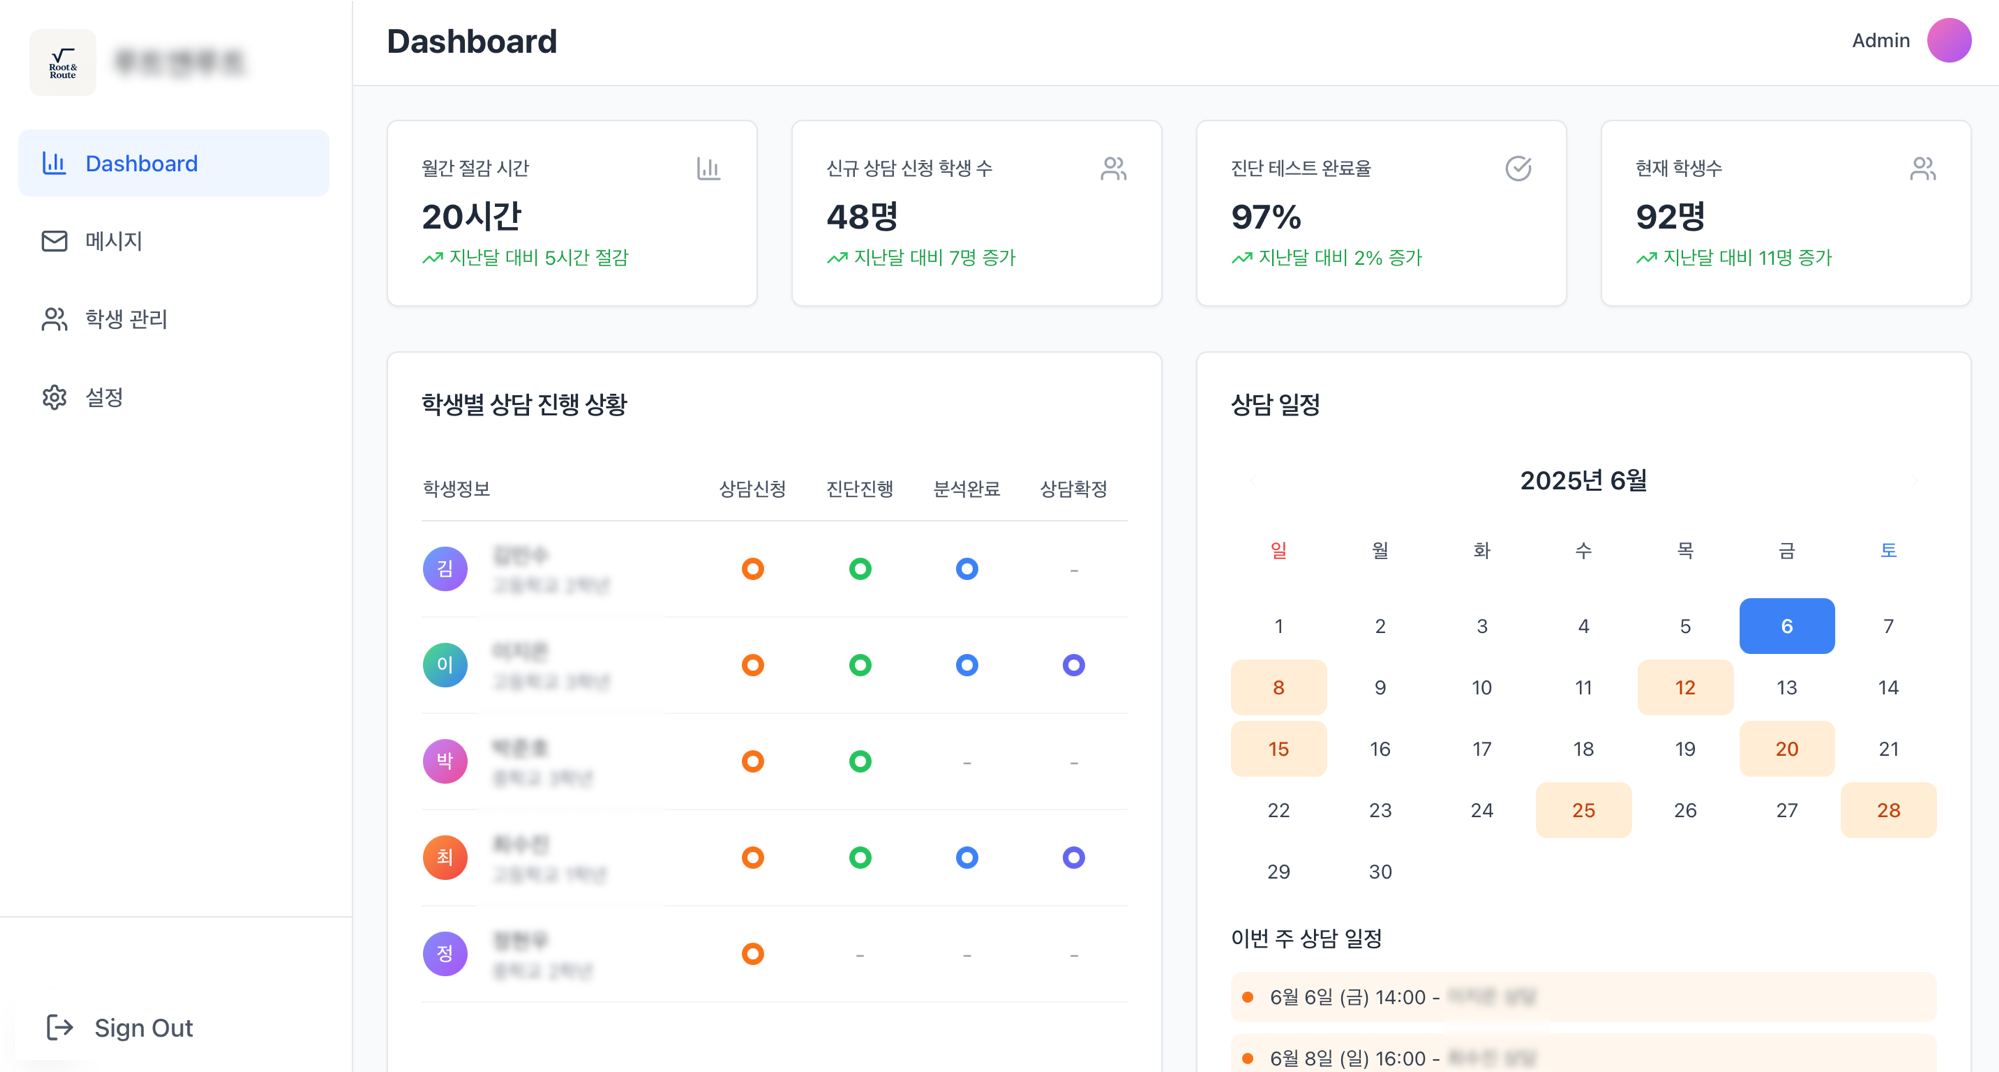 √
Root&
Route
Dashboard
메시지
학생 관리
설정
Sign Out
Dashboard
Admin
월간 절감 시간
20시간
지난달 대비 5시간 절감
신규 상담 신청 학생 수
48명
지난달 대비 7명 증가
진단 테스트 완료율
97%
지난달 대비 2% 증가
현재 학생수
92명
지난달 대비 11명 증가
학생별 상담 진행 상황
학생정보 상담신청 진단진행 분석완료 상담확정
김 -
이
박 - -
최
정 - - -
상담 일정
2025년 6월
일 월 화 수 목 금 토
1 2 3 4 5 6 7
8 9 10 11 12 13 14
15 16 17 18 19 20 21
22 23 24 25 26 27 28
29 30
이번 주 상담 일정
6월 6일 (금) 14:00 -
6월 8일 (일) 16:00 -